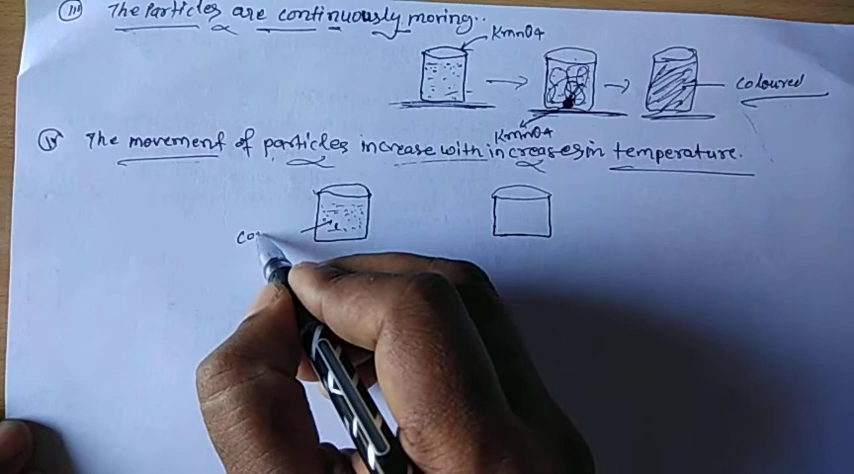 (iii) The Particles are continuously moving..
KmnO4
KmnO4
coloured
(iv) The movement of particles increase with increases in temperature.
co